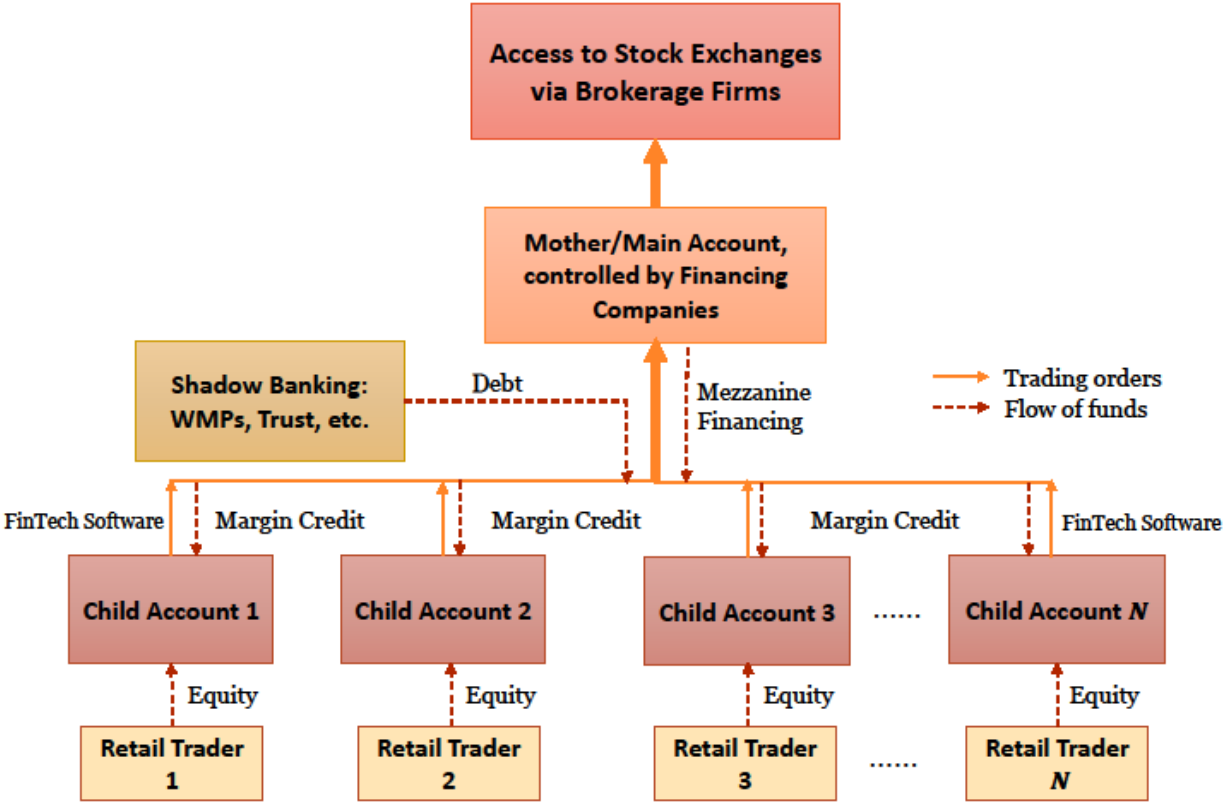 Access to Stock Exchanges
via Brokerage Firms
Mother/Main Account,
controlled by Financing
Companies
Shadow Banking:
WMPs, Trust, etc.
Debt
Mezzanine
Financing
Trading orders
Flow of funds
FinTech Software
Margin Credit
Margin Credit
Margin Credit
FinTech Software
Child Account 1
Child Account 2
Child Account 3
......
Child Account N
Equity
Equity
Equity
Equity
Retail Trader
1
Retail Trader
2
Retail Trader
3
......
Retail Trader
N